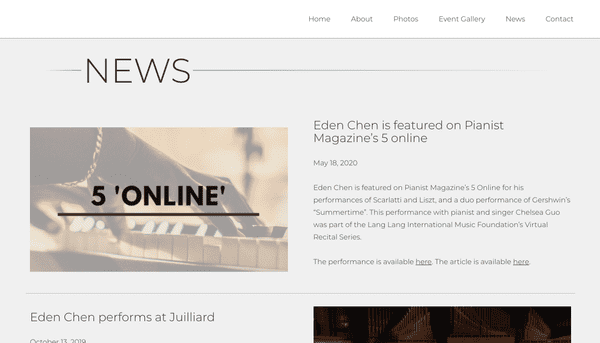 Home About Photos Event Gallery News Contact
NEWS
5 'ONLINE'
Eden Chen is featured on Pianist
Magazine's 5 online
May 18, 2020
Eden Chen is featured on Pianist Magazine's 5 Online for his
performances of Scarlatti and Liszt, and a duo performance of Gershwin's
"Summertime". This performance with pianist and singer Chelsea Guo
was part of the Lang Lang International Music Foundation's Virtual
Recital Series.
The performance is available here. The article is available here.
Eden Chen performs at Juilliard
October 13, 2019